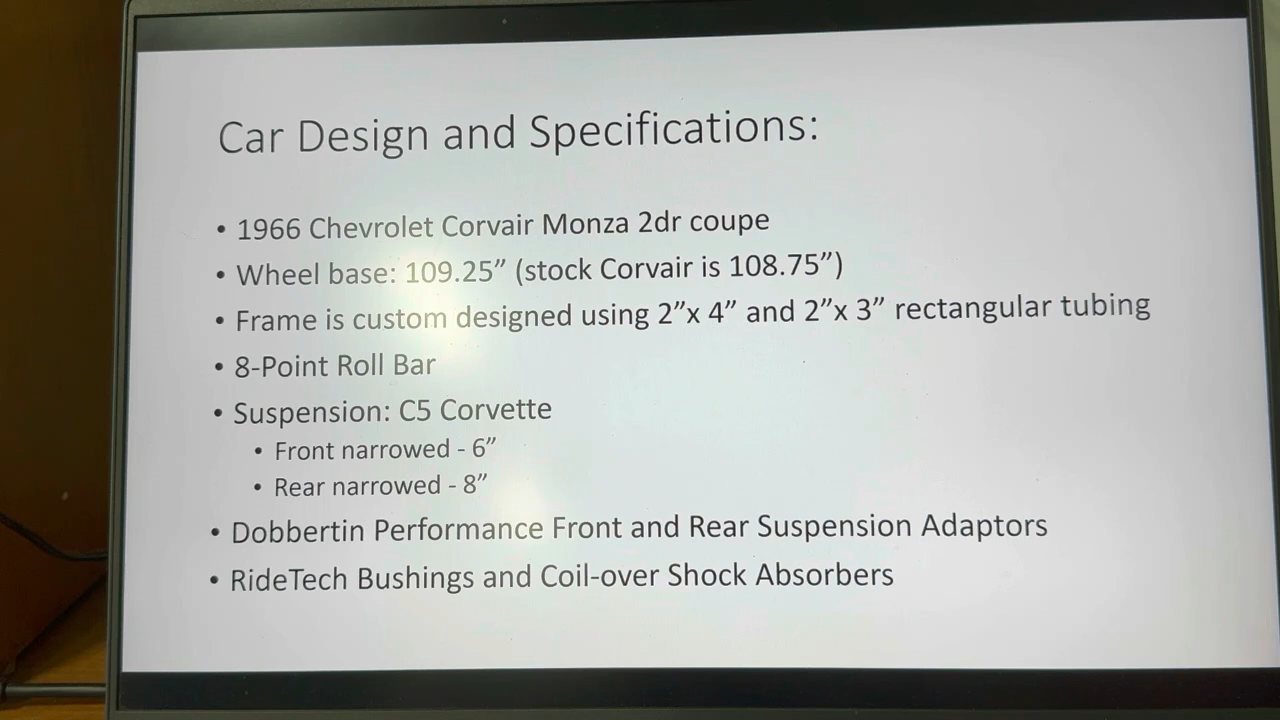 Car Design and Specifications:
• 1966 Chevrolet Corvair Monza 2dr coupe
• Wheel base: 109.25” (stock Corvair is 108.75”)
• Frame is custom designed using 2”x 4” and 2”x 3” rectangular tubing
• 8-Point Roll Bar
• Suspension: C5 Corvette
• Front narrowed - 6”
• Rear narrowed - 8”
• Dobbertin Performance Front and Rear Suspension Adaptors
• RideTech Bushings and Coil-over Shock Absorbers